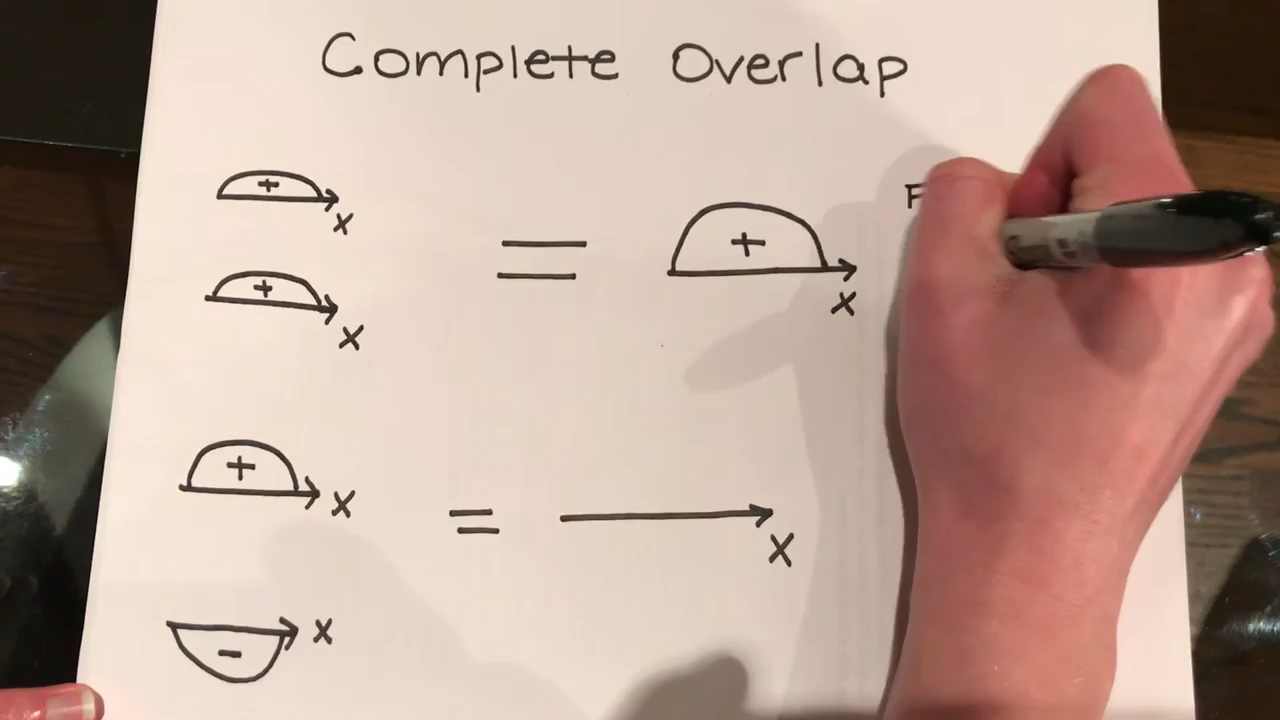 Complete Overlap
+
x
=
+
x
+
x
+
x
=
x
x
-
F